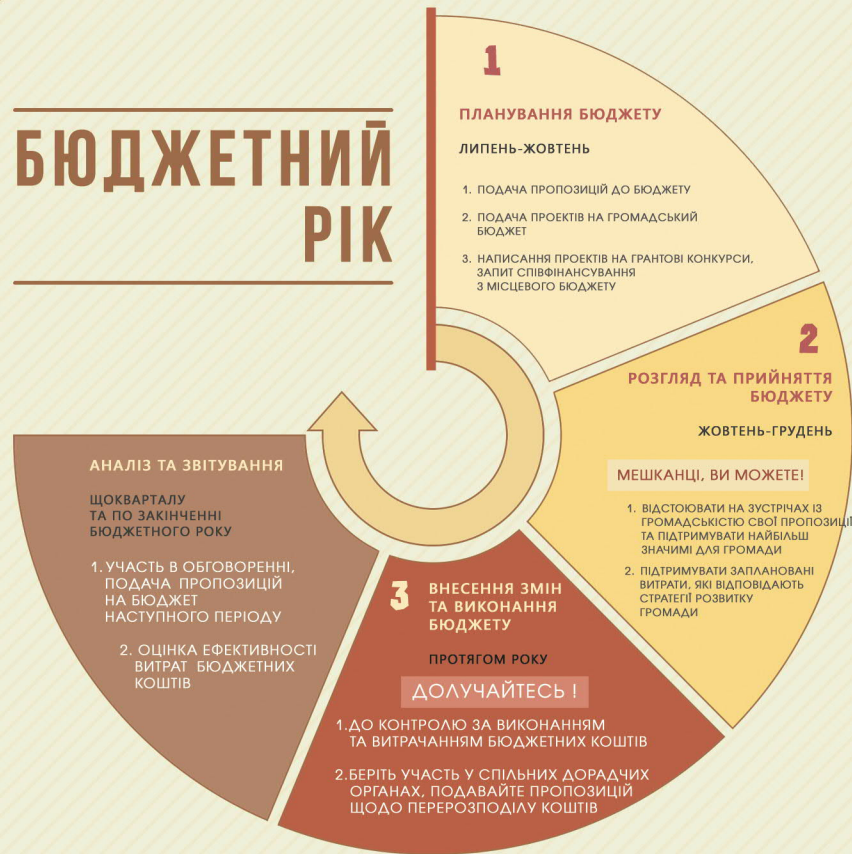 БЮДЖЕТНИЙ
РІК
1
ПЛАНУВАННЯ БЮДЖЕТУ
ЛИПЕНЬ-ЖОВТЕНЬ
1. ПОДАЧА ПРОПОЗИЦІЙ ДО БЮДЖЕТУ
2. ПОДАЧА ПРОЕКТІВ НА ГРОМАДСЬКИЙ
БЮДЖЕТ
3. НАПИСАННЯ ПРОЕКТІВ НА ГРАНТОВІ КОНКУРСИ,
ЗАПИТ СПІВФІНАНСУВАННЯ
З МІСЦЕВОГО БЮДЖЕТУ
2
РОЗГЛЯД ТА ПРИЙНЯТТЯ
БЮДЖЕТУ
ЖОВТЕНЬ-ГРУДЕНЬ
МЕШКАНЦІ, ВИ МОЖЕТЕ!
1. ВІДСТОЮВАТИ НА ЗУСТРІЧАХ ІЗ
ГРОМАДСЬКІСТЮ СВОЇ ПРОПОЗИЦІЇ
ТА ПІДТРИМУВАТИ НАЙБІЛЬШ
ЗНАЧИМІ ДЛЯ ГРОМАДИ
2. ПІДТРИМУВАТИ ЗАПЛАНОВАНІ
ВИТРАТИ, ЯКІ ВІДПОВІДАЮТЬ
СТРАТЕГІЇ РОЗВИТКУ
ГРОМАДИ
3
ВНЕСЕННЯ ЗМІН
ТА ВИКОНАННЯ
БЮДЖЕТУ
ПРОТЯГОМ РОКУ
ДОЛУЧАЙТЕСЬ !
1.ДО КОНТРОЛЮ ЗА ВИКОНАННЯМ
ТА ВИТРАЧАННЯМ БЮДЖЕТНИХ КОШТІВ
2.БЕРІТЬ УЧАСТЬ У СПІЛЬНИХ ДОРАДЧИХ
ОРГАНАХ, ПОДАВАЙТЕ ПРОПОЗИЦІЙ
ЩОДО ПЕРЕРОЗПОДІЛУ КОШТІВ
АНАЛІЗ ТА ЗВІТУВАННЯ
ЩОКВАРТАЛУ
ТА ПО ЗАКІНЧЕННІ
БЮДЖЕТНОГО РОКУ
1. УЧАСТЬ В ОБГОВОРЕННІ,
ПОДАЧА ПРОПОЗИЦІЙ
НА БЮДЖЕТ
НАСТУПНОГО ПЕРІОДУ
2. ОЦІНКА ЕФЕКТИВНОСТІ
ВИТРАТ БЮДЖЕТНИХ
КОШТІВ